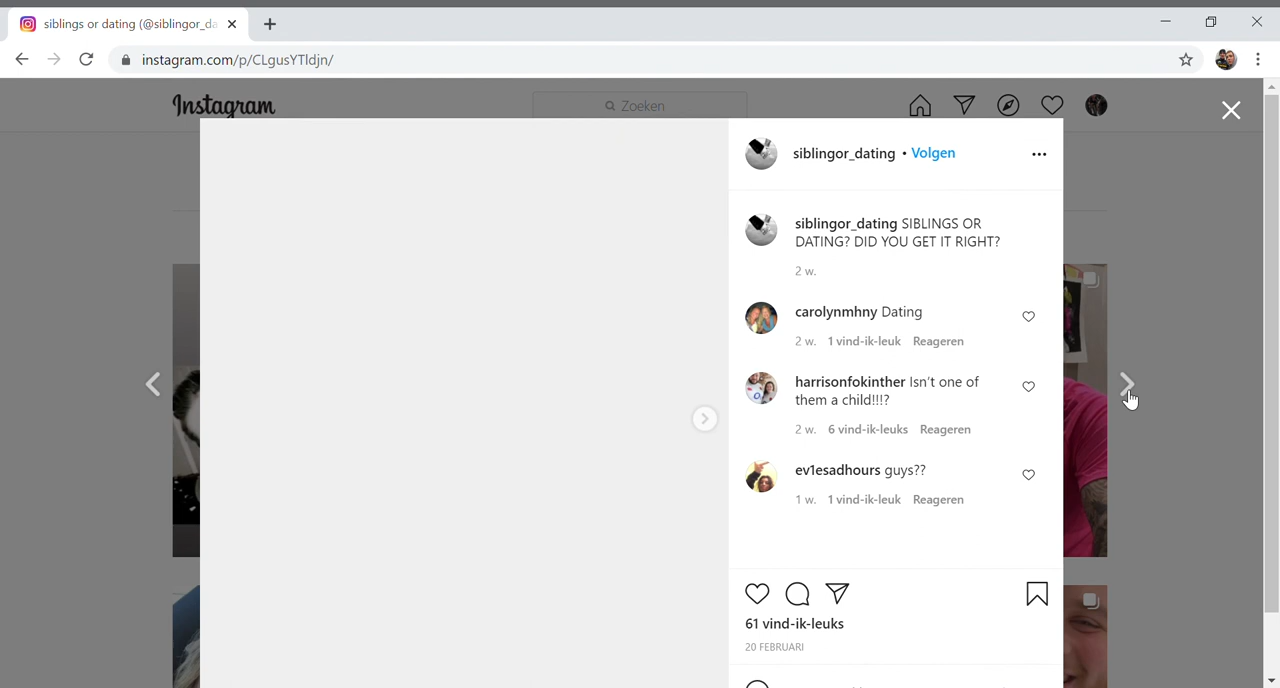 siblings or dating (@siblingor_da
instagram.com/p/CLgusYTldjn/
Instagram
Zoeken
siblingor_dating • Volgen
siblingor_dating SIBLINGS OR
DATING? DID YOU GET IT RIGHT?
2 w.
carolynmhny Dating
2 w. 1 vind-ik-leuk Reageren
harrisonfokinther Isn't one of
them a child!!!?
2 w. 6 vind-ik-leuks Reageren
ev1esadhours guys??
1 w. 1 vind-ik-leuk Reageren
61 vind-ik-leuks
20 FEBRUARI